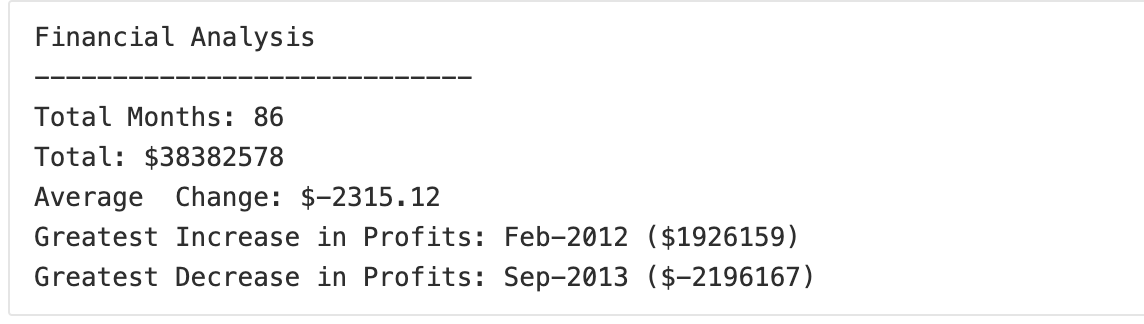 Financial Analysis
----------------------------
Total Months: 86
Total: $38382578
Average  Change: $-2315.12
Greatest Increase in Profits: Feb-2012 ($1926159)
Greatest Decrease in Profits: Sep-2013 ($-2196167)